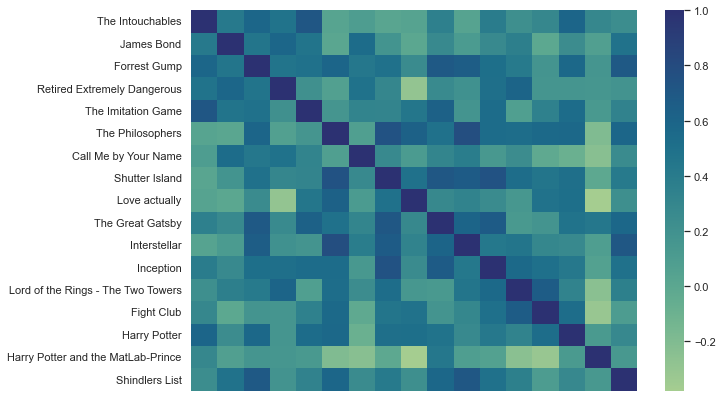 The Intouchables
James Bond
Forrest Gump
Retired Extremely Dangerous
The Imitation Game
The Philosophers
Call Me by Your Name
Shutter Island
Love actually
The Great Gatsby
Interstellar
Inception
Lord of the Rings - The Two Towers
Fight Club
Harry Potter
Harry Potter and the MatLab-Prince
Shindlers List
1.0
0.8
0.6
0.4
0.2
0.0
−0.2